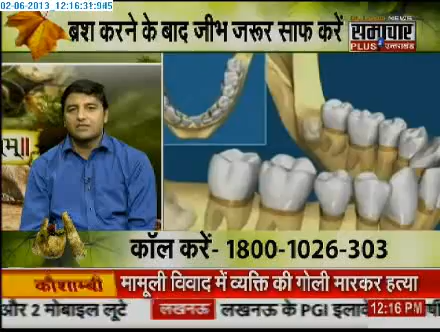 02-06-2013 12:16:31:945
ब्रश करने के बाद जीभ जरूर साफ करें
NEWS
समाचार
PLUS उत्तराखंड
कॉल करें- 1800-1026-303
कौशाम्बी मामूली विवाद में व्यक्ति की गोली मारकर हत्या
और 2 मोबाइल लूटे लखनऊ लखनऊ के PGI 12:16 PM